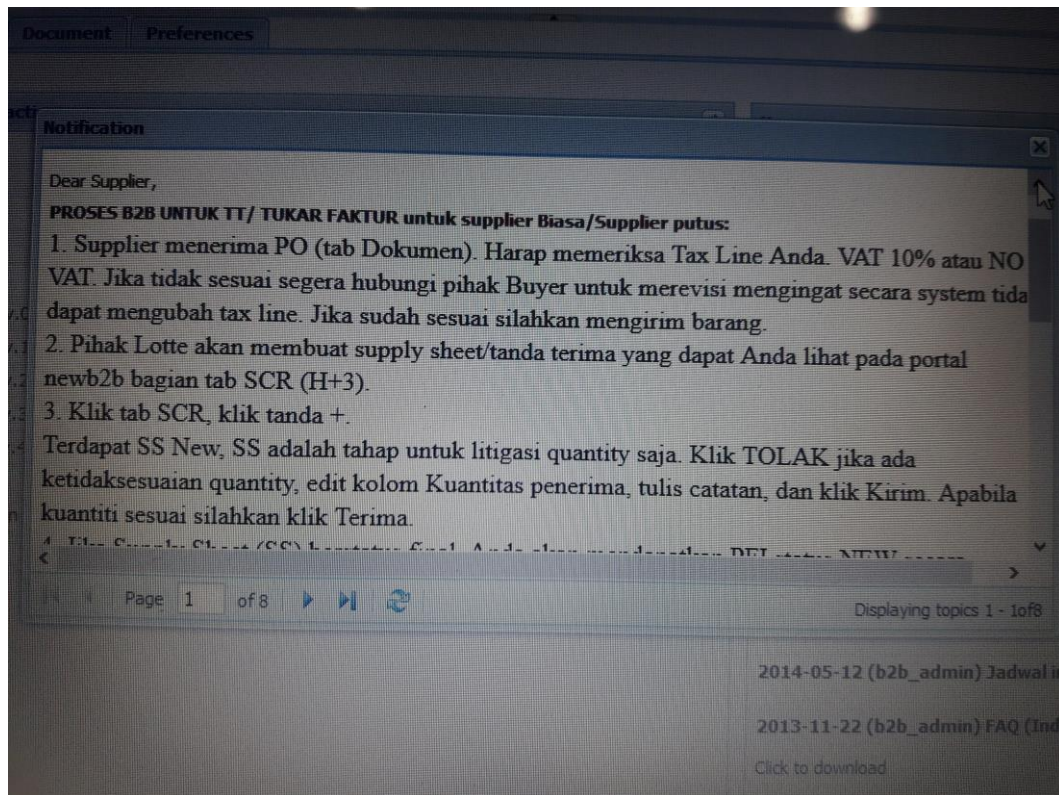 Document Preferences
Notification
Dear Supplier,
PROSES B2B UNTUK TT/ TUKAR FAKTUR untuk supplier Biasa/Supplier putus:
1. Supplier menerima PO (tab Dokumen). Harap memeriksa Tax Line Anda. VAT 10% atau NO
VAT. Jika tidak sesuai segera hubungi pihak Buyer untuk merevisi mengingat secara system tida
dapat mengubah tax line. Jika sudah sesuai silahkan mengirim barang.
2. Pihak Lotte akan membuat supply sheet/tanda terima yang dapat Anda lihat pada portal
newb2b bagian tab SCR (H+3).
3. Klik tab SCR, klik tanda +.
Terdapat SS New, SS adalah tahap untuk litigasi quantity saja. Klik TOLAK jika ada
ketidaksesuaian quantity, edit kolom Kuantitas penerima, tulis catatan, dan klik Kirim. Apabila
kuantiti sesuai silahkan klik Terima.
Page 1 of 8
Displaying topics 1 - 1of8
2014-05-12 (b2b_admin) Jadwal
2013-11-22 (b2b_admin) FAQ (Ind
Click to download